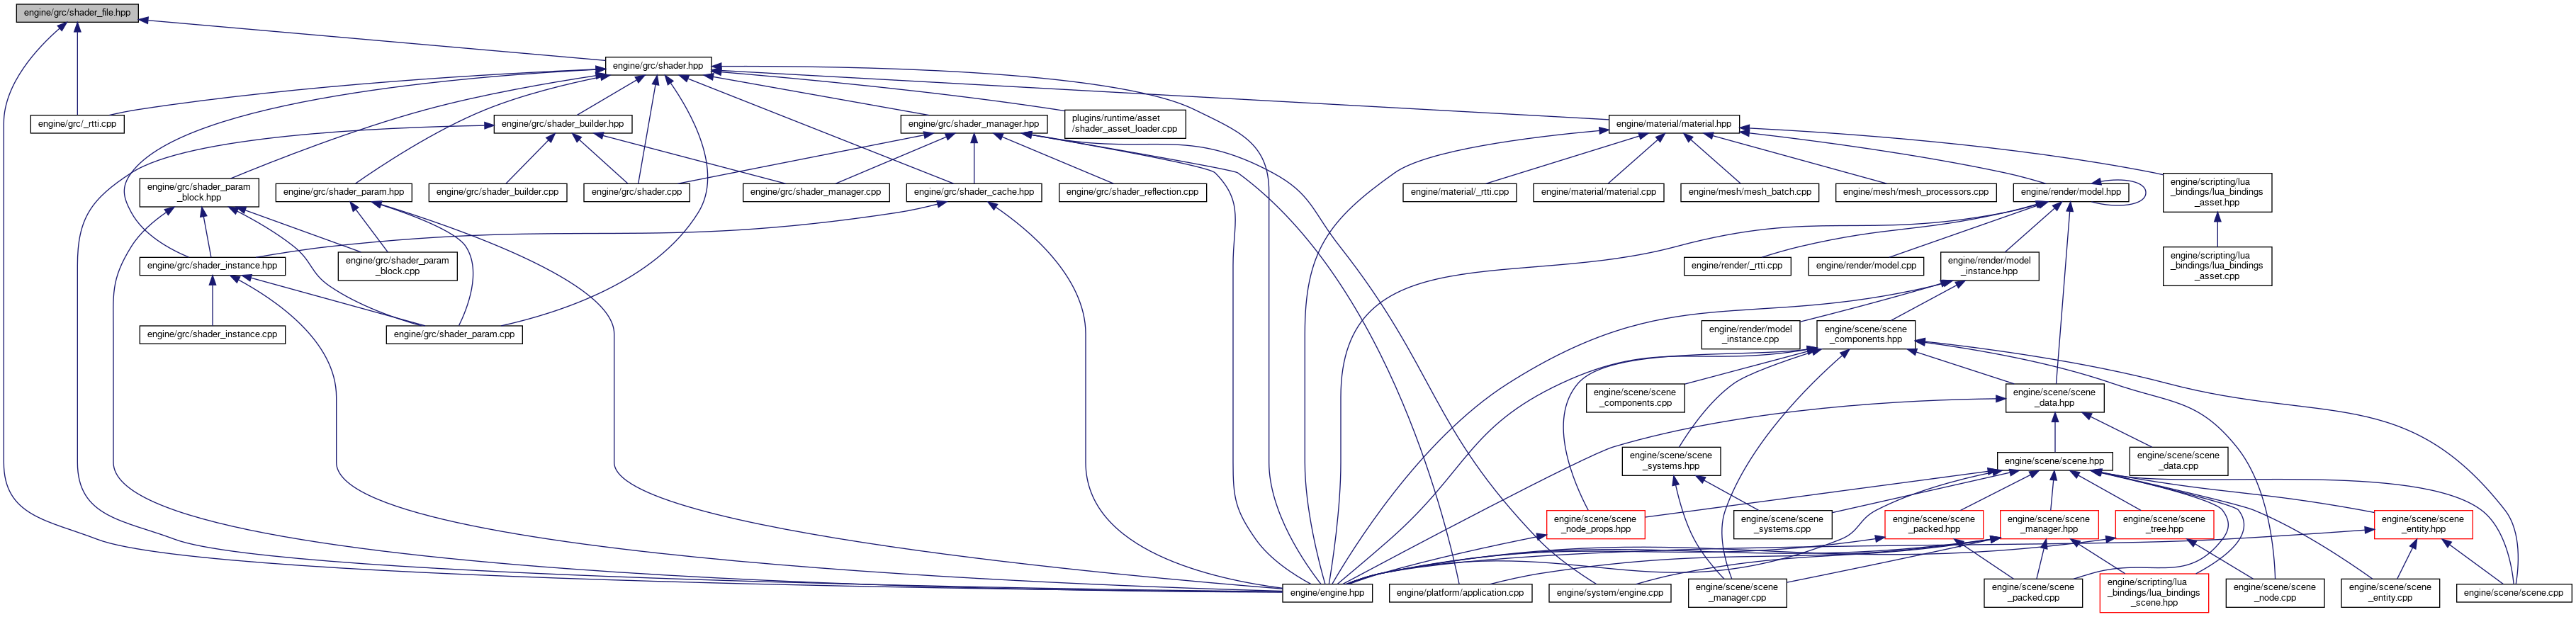 engine/grc/shader_file.hpp
engine/grc/shader.hpp
engine/grc/_rtti.cpp
engine/grc/shader_builder.hpp
engine/grc/shader_manager.hpp
plugins/runtime/asset
/shader_asset_loader.cpp
engine/material/material.hpp
engine/grc/shader_param
_block.hpp
engine/grc/shader_param.hpp
engine/grc/shader_builder.cpp
engine/grc/shader.cpp
engine/grc/shader_manager.cpp
engine/grc/shader_cache.hpp
engine/grc/shader_reflection.cpp
engine/material/_rtti.cpp
engine/material/material.cpp
engine/mesh/mesh_batch.cpp
engine/mesh/mesh_processors.cpp
engine/render/model.hpp
engine/scripting/lua
_bindings/lua_bindings
_asset.hpp
engine/grc/shader_instance.hpp
engine/grc/shader_param
_block.cpp
engine/render/_rtti.cpp
engine/render/model.cpp
engine/render/model
_instance.hpp
engine/scripting/lua
_bindings/lua_bindings
_asset.cpp
engine/grc/shader_instance.cpp
engine/grc/shader_param.cpp
engine/render/model
_instance.cpp
engine/scene/scene
_components.hpp
engine/scene/scene
_components.cpp
engine/scene/scene
_data.hpp
engine/scene/scene
_systems.hpp
engine/scene/scene.hpp
engine/scene/scene
_data.cpp
engine/scene/scene
_node_props.hpp
engine/scene/scene
_systems.cpp
engine/scene/scene
_packed.hpp
engine/scene/scene
_manager.hpp
engine/scene/scene
_tree.hpp
engine/scene/scene
_entity.hpp
engine/engine.hpp
engine/platform/application.cpp
engine/system/engine.cpp
engine/scene/scene
_manager.cpp
engine/scene/scene
_packed.cpp
engine/scripting/lua
_bindings/lua_bindings
_scene.hpp
engine/scene/scene
_node.cpp
engine/scene/scene
_entity.cpp
engine/scene/scene.cpp